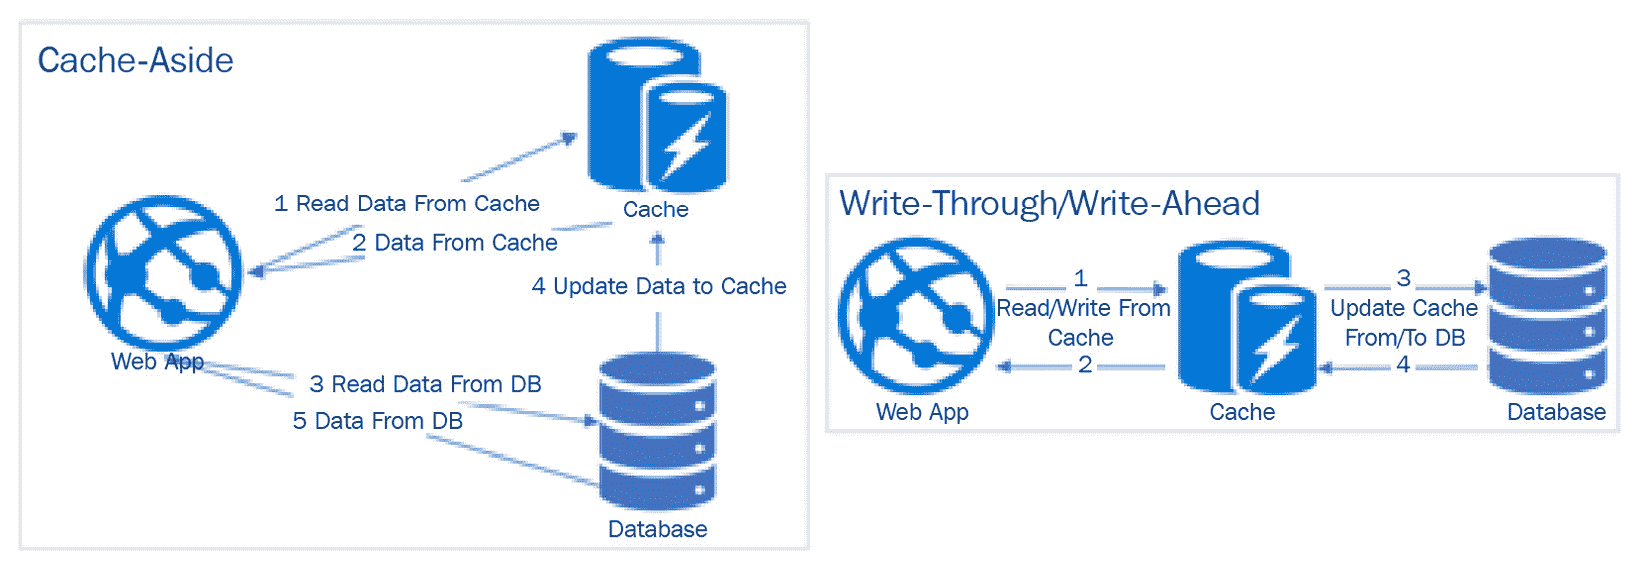 Cache-Aside
1 Read Data From Cache
2 Data From Cache
Cache
4 Update Data to Cache
Web App
3 Read Data From DB
5 Data From DB
Database
Write-Through/Write-Ahead
1
Read/Write From
Cache
2
3
Update Cache
From/To DB
4
Web App
Cache
Database